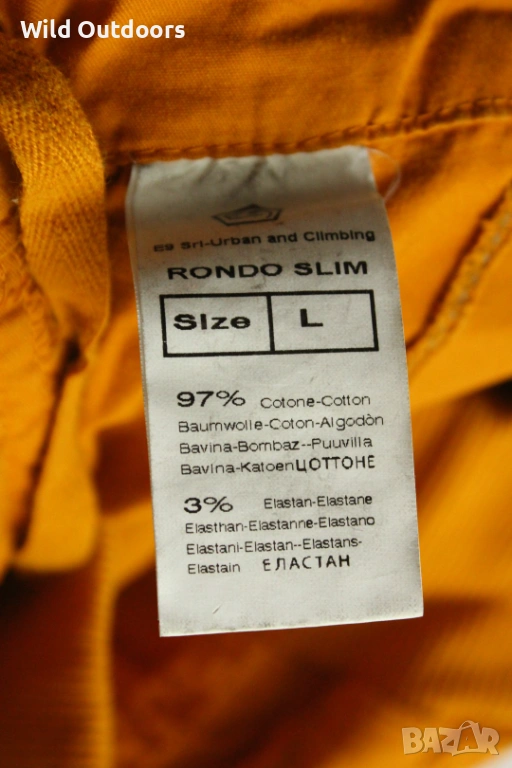 Wild Outdoors
E9 Srl-Urban and Climbing
RONDO SLIM
Size L
97% Cotone-Cotton
Baumwolle-Coton-Algodòn
Bavina-Bombaz--Puuvilla
Bavina-KatoenЦОТТОНЕ
3% Elastan-Elastane
Elasthan-Elastanne-Elastano
Elastani-Elastan--Elastans-
Elastain ЕЛАСТАН
BAZAR